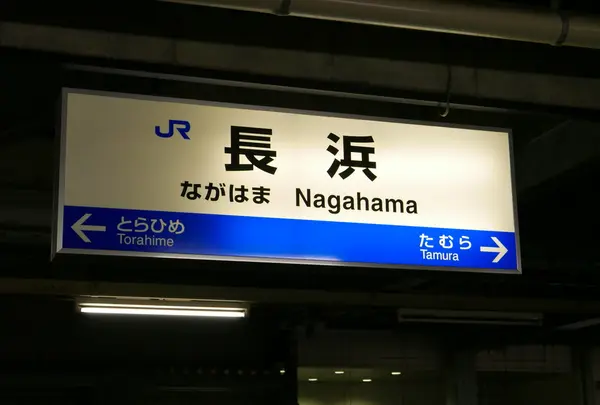 JR
長浜
ながはま Nagahama
← とらひめ
Torahime
たむら →
Tamura